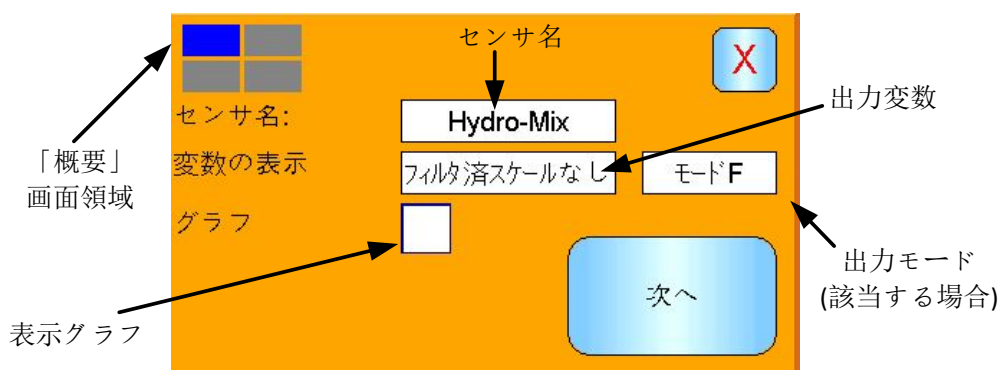 センサ名
X
出力変数
センサ名:
Hydro-Mix
「概要」
画面領域
変数の表示
フィルタ済スケールなし
モードF
グラフ
出力モード
(該当する場合)
次へ
表示グラフ